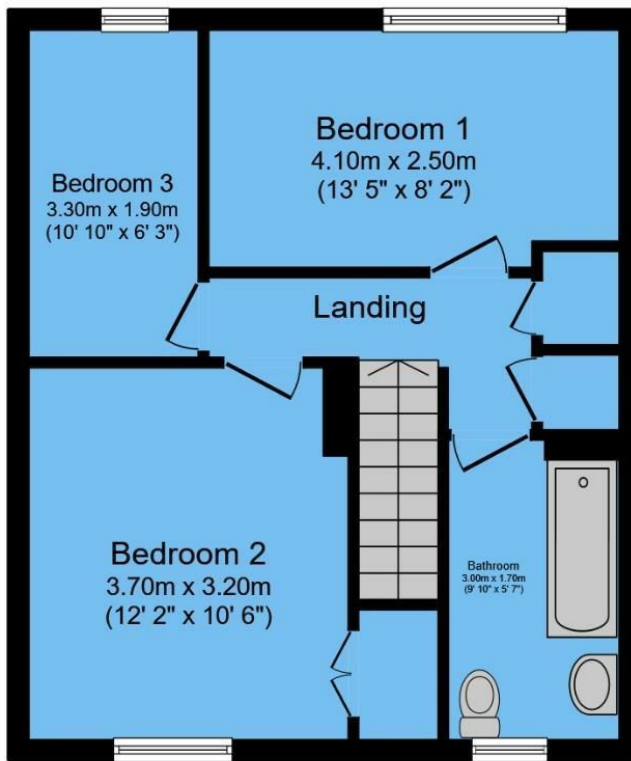 Bedroom 1
4.10m x 2.50m
(13' 5" x 8' 2")
Bedroom 3
3.30m x 1.90m
(10' 10" x 6' 3")
Landing
Bedroom 2
3.70m x 3.20m
(12' 2" x 10' 6")
Bathroom
3.00m x 1.70m
(9' 10" x 5' 7")